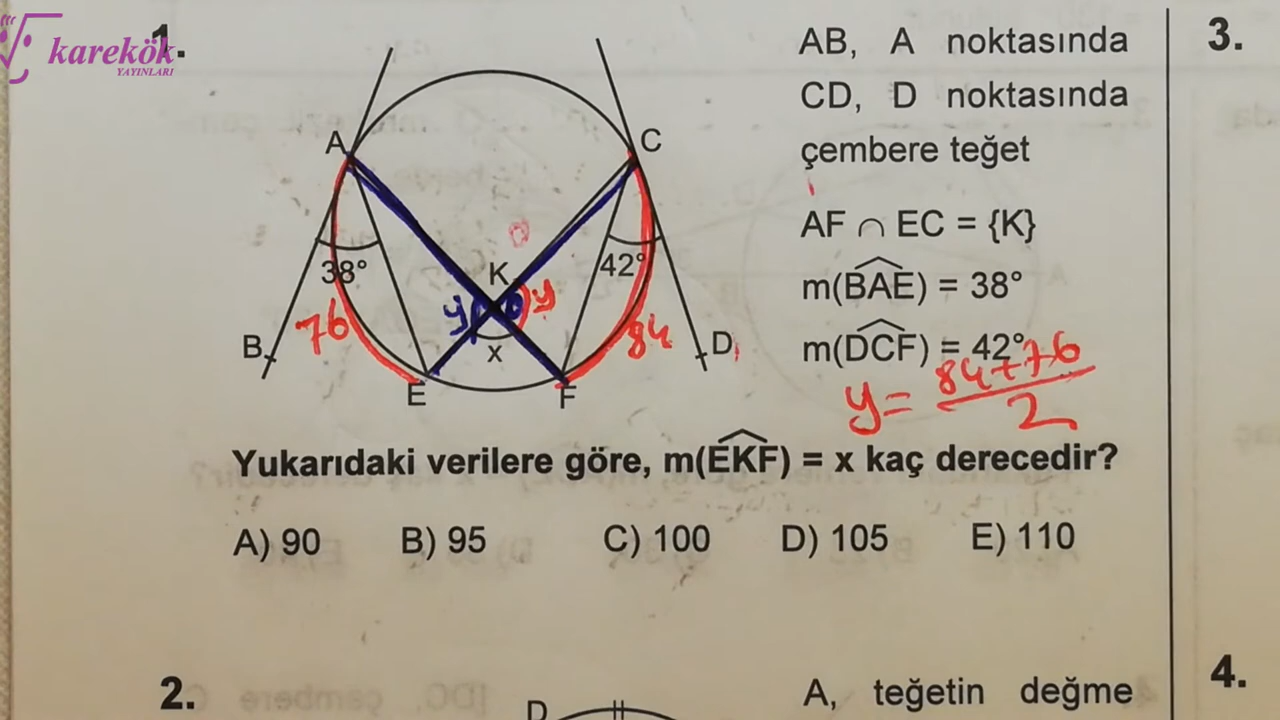 karekök
YAYINLARI
1.
AB, A noktasında
CD, D noktasında
çembere teğet
AF ∩ EC = {K}
m(BAE) = 38°
m(DCF) = 42°
y = 84+76
2
A
C
38°
42°
K
y
y
x
76
84
B
D
E
F
Yukarıdaki verilere göre, m(EKF) = x kaç derecedir?
A) 90 B) 95 C) 100 D) 105 E) 110
2.
D
A, teğetin değme
3.
4.